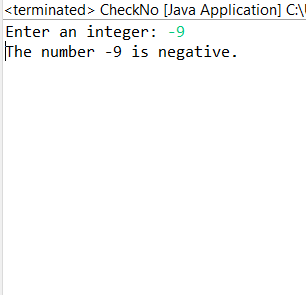 <terminated> CheckNo [Java Application] C:\
Enter an integer: -9
The number -9 is negative.